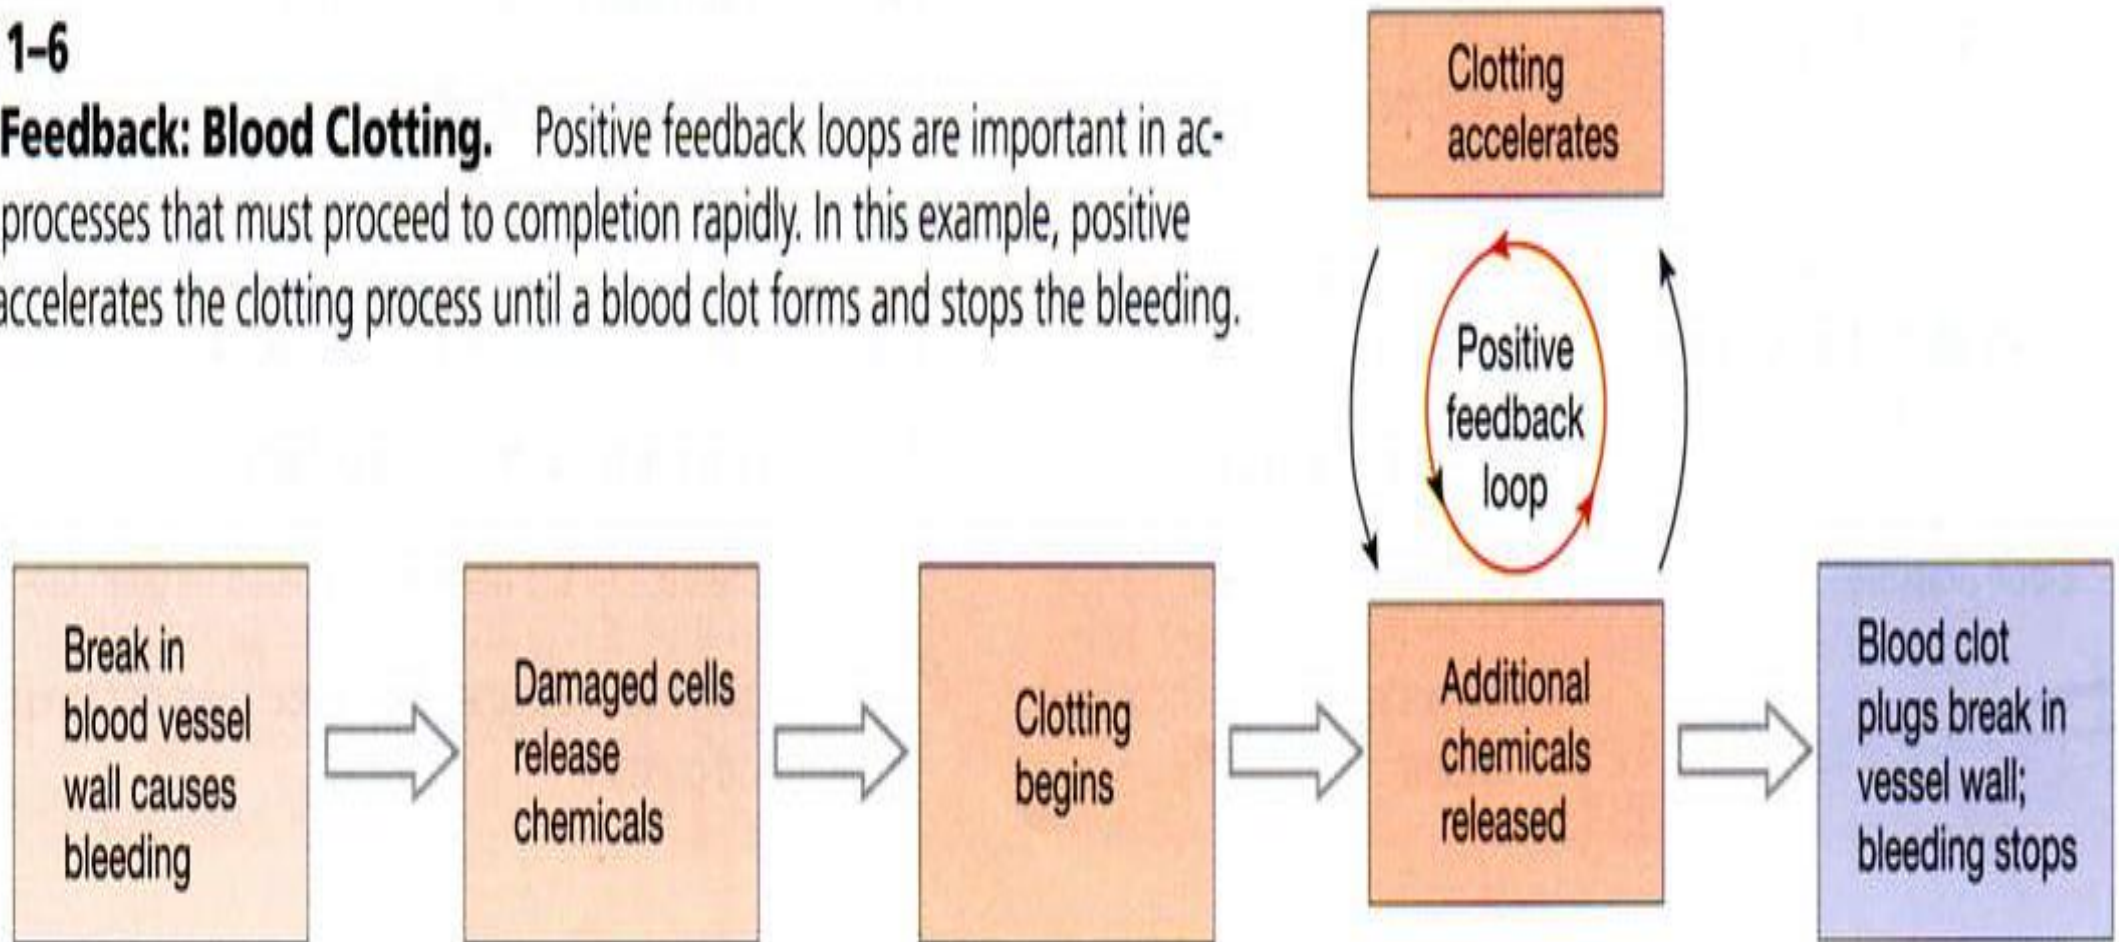 1–6
Feedback: Blood Clotting. Positive feedback loops are important in ac-
processes that must proceed to completion rapidly. In this example, positive
accelerates the clotting process until a blood clot forms and stops the bleeding.
Clotting
accelerates
Positive
feedback
loop
Break in
blood vessel
wall causes
bleeding
Damaged cells
release
chemicals
Clotting
begins
Additional
chemicals
released
Blood clot
plugs break in
vessel wall;
bleeding stops